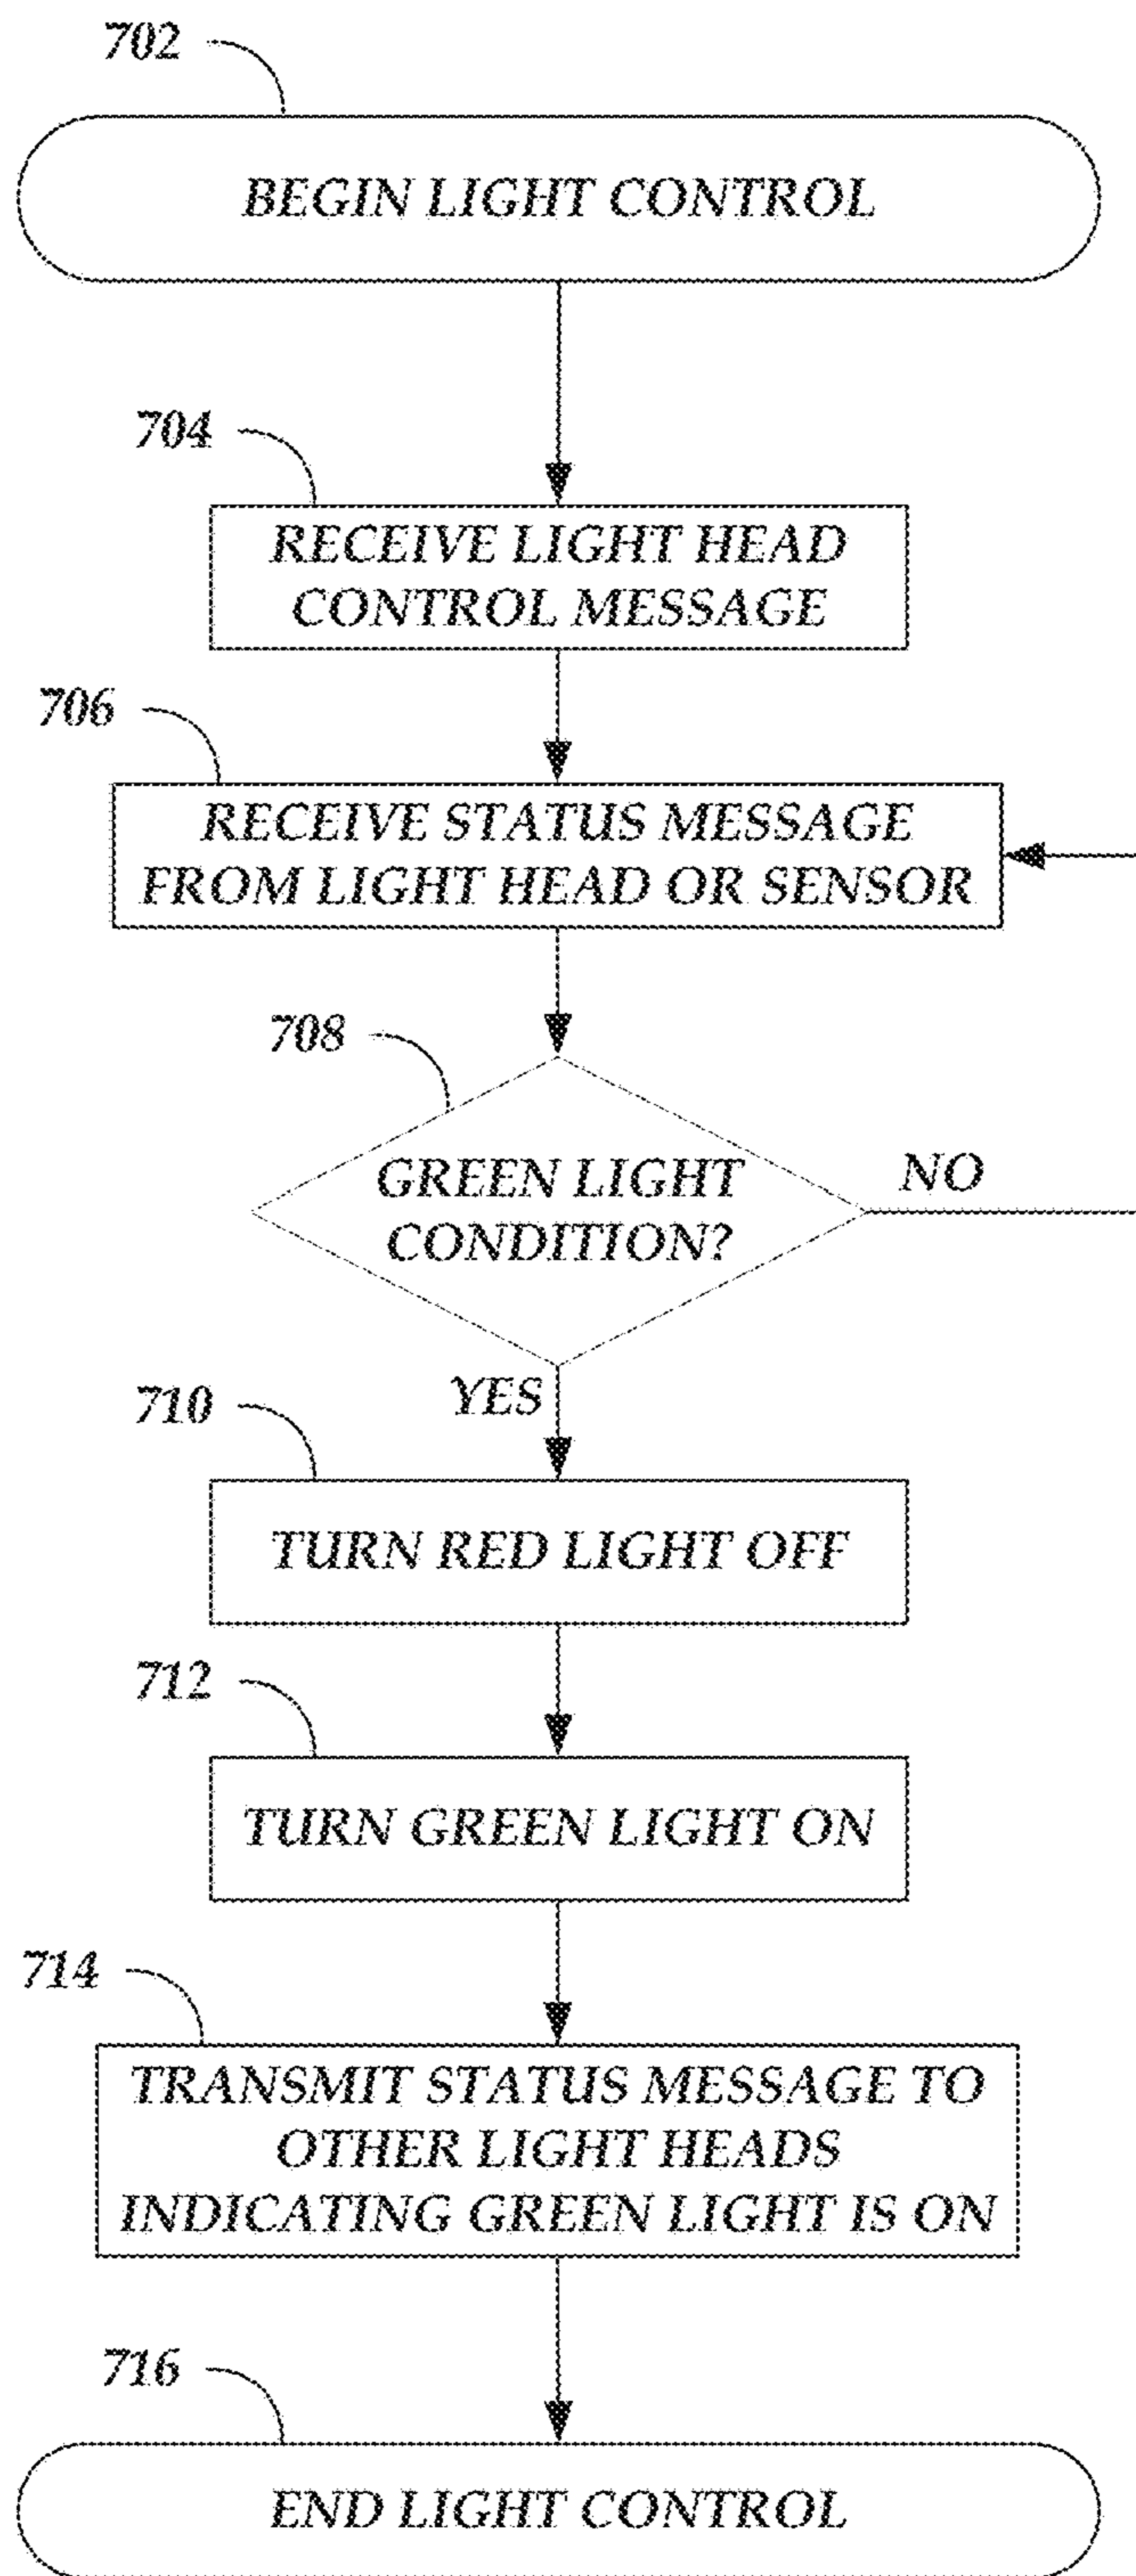 702
BEGIN LIGHT CONTROL
704
RECEIVE LIGHT HEAD
CONTROL MESSAGE
706
RECEIVE STATUS MESSAGE
FROM LIGHT HEAD OR SENSOR
708
GREEN LIGHT
CONDITION?
NO
YES
710
TURN RED LIGHT OFF
712
TURN GREEN LIGHT ON
714
TRANSMIT STATUS MESSAGE TO
OTHER LIGHT HEADS
INDICATING GREEN LIGHT IS ON
716
END LIGHT CONTROL